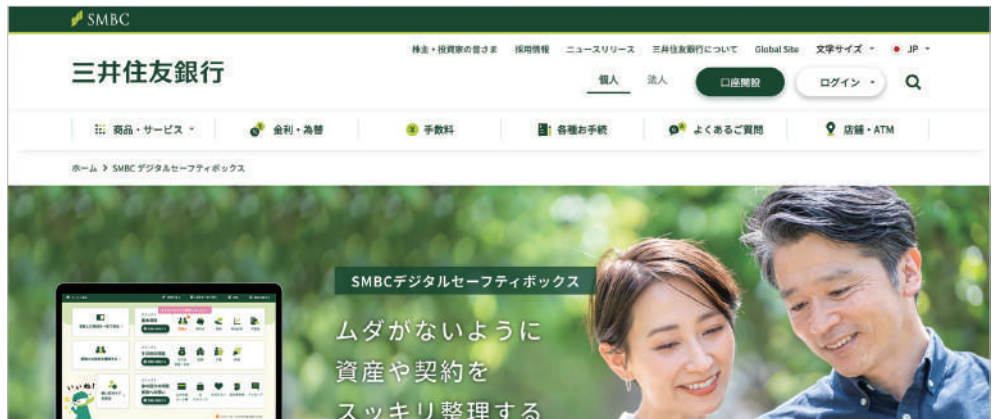 SMBC
株主・投資家の皆さま 採用情報 ニュースリリース 三井住友銀行について Global Site 文字サイズ JP
三井住友銀行
個人 法人 口座開設 ログイン
商品・サービス 金利・為替 手数料 各種お手続 よくあるご質問 店舗・ATM
ホーム > SMBC デジタルセーフティボックス
SMBCデジタルセーフティボックス
ムダがないように
資産や契約を
スッキリ整理する
いいね!